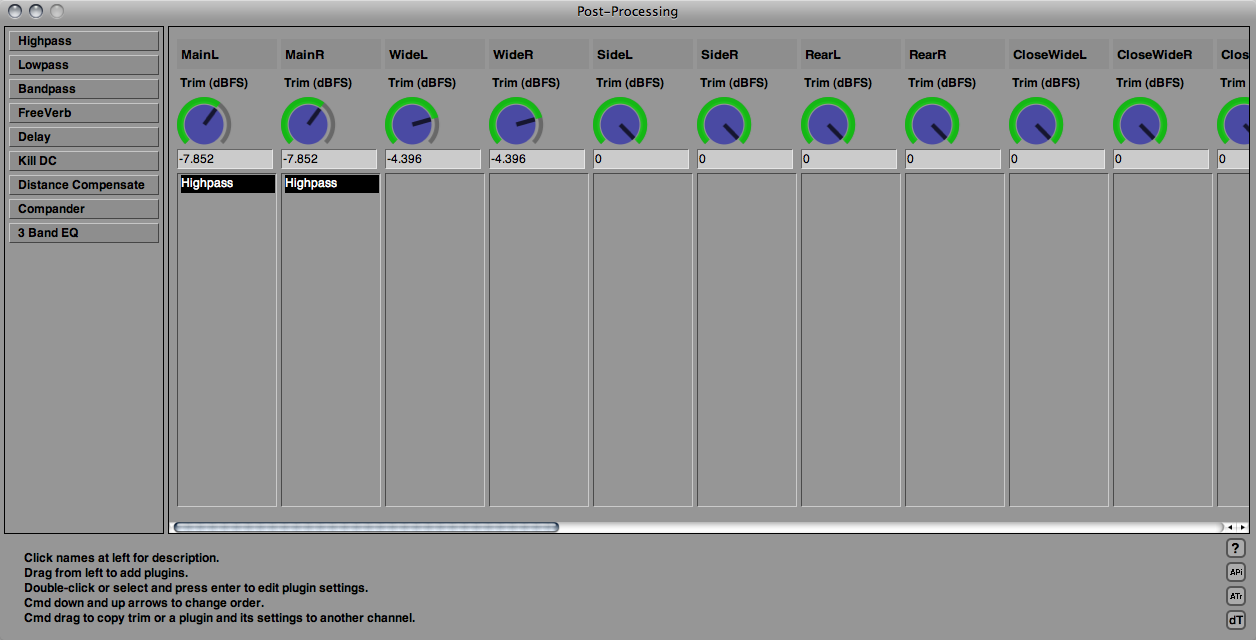 Post-Processing
Highpass
Lowpass
Bandpass
FreeVerb
Delay
Kill DC
Distance Compensate
Compander
3 Band EQ
MainL MainR WideL WideR SideL SideR RearL RearR CloseWideL CloseWideR Clos
Trim (dBFS) Trim (dBFS) Trim (dBFS) Trim (dBFS) Trim (dBFS) Trim (dBFS) Trim (dBFS) Trim (dBFS) Trim (dBFS) Trim (dBFS) Trim
-7.852 -7.852 -4.396 -4.396 0 0 0 0 0 0 0
Highpass Highpass
Click names at left for description.
Drag from left to add plugins.
Double-click or select and press enter to edit plugin settings.
Cmd down and up arrows to change order.
Cmd drag to copy trim or a plugin and its settings to another channel.
?
APi
ATr
dT